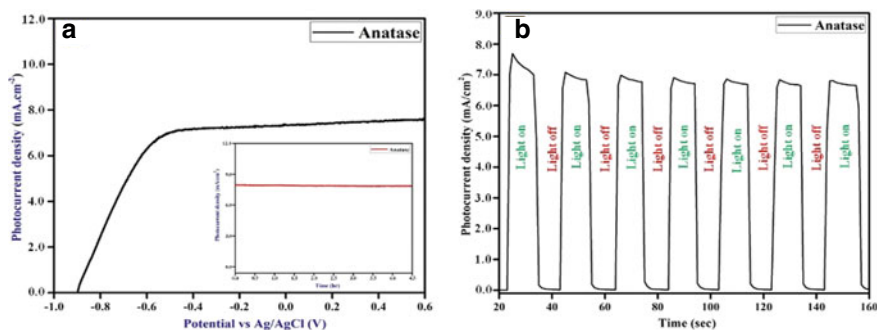 a
Anatase
Photocurrent density (mA.cm-2)
12.0
10.0
8.0
6.0
4.0
2.0
0.0
-1.0 -0.8 -0.6 -0.4 -0.2 0.0 0.2 0.4 0.6
Potential vs Ag/AgCl (V)
Anatase
Time (hr)
b
Anatase
Photocurrent density (mA/cm2)
9.0
8.0
7.0
6.0
5.0
4.0
3.0
2.0
1.0
0.0
Light on
Light off
Light on
Light off
Light on
Light off
Light on
Light off
Light on
Light off
Light on
Light off
Light on
20 40 60 80 100 120 140 160
Time (sec)